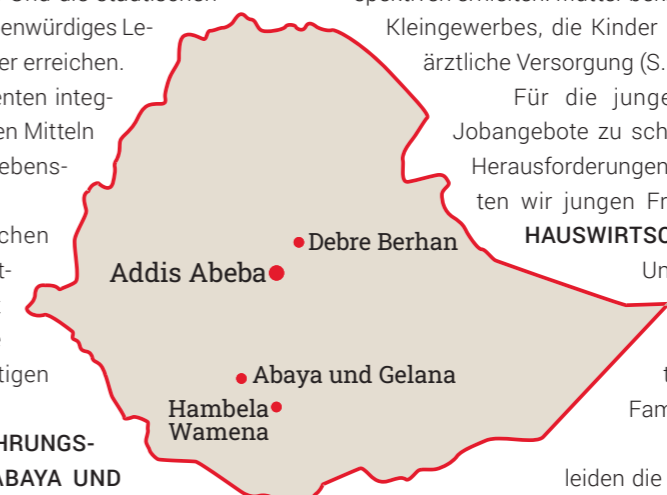 enwürdiges Le-
er erreichen.
enten integ-
en Mitteln
ebens-
chen
t-
tigen
HRUNGS-
ABAYA UND
Debre Berhan
Addis Abeba
Abaya und Gelana
Hambela
Wamena
Kleingewerbes, die Kinder
ärztliche Versorgung (S.
Für die junge
Jobangebote zu sch
Herausforderungen
ten wir jungen Fr
HAUSWIRTSC
Un
t
Fam
leiden die